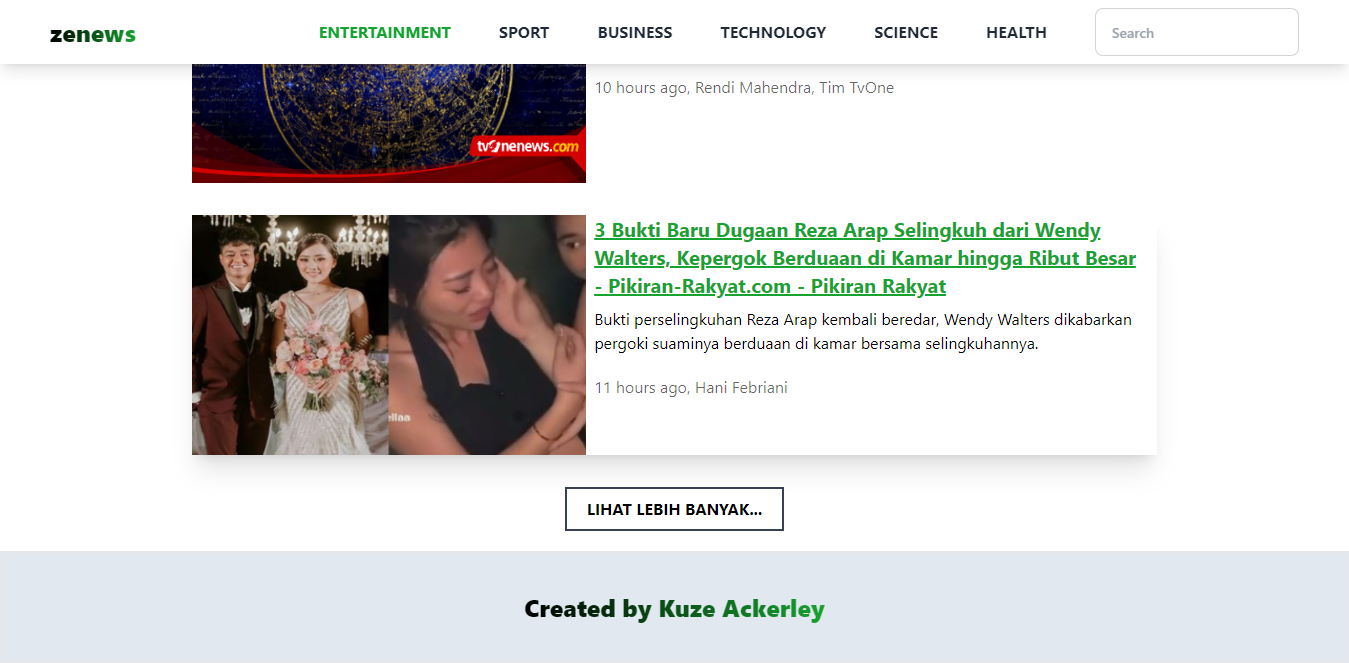 zenews
ENTERTAINMENT
SPORT
BUSINESS
TECHNOLOGY
SCIENCE
HEALTH
Search
10 hours ago, Rendi Mahendra, Tim TvOne
tvonenews.com
3 Bukti Baru Dugaan Reza Arap Selingkuh dari Wendy
Walters, Kepergok Berduaan di Kamar hingga Ribut Besar
- Pikiran-Rakyat.com - Pikiran Rakyat
Bukti perselingkuhan Reza Arap kembali beredar, Wendy Walters dikabarkan
pergoki suaminya berduaan di kamar bersama selingkuhannya.
11 hours ago, Hani Febriani
ellaa
LIHAT LEBIH BANYAK...
Created by Kuze Ackerley